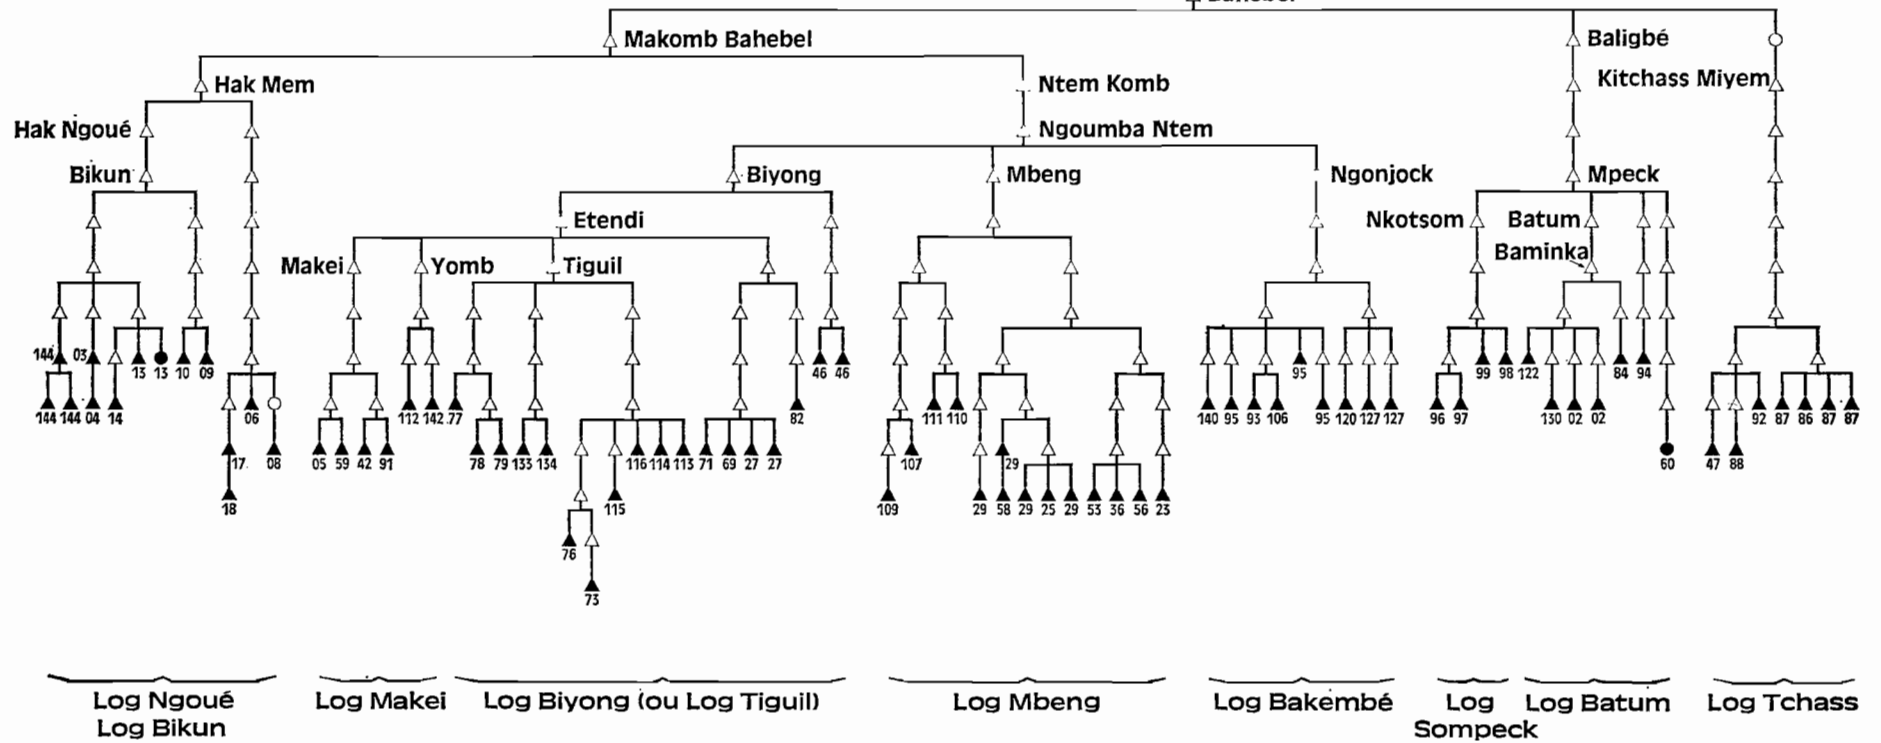 Makomb Bahebel
Baligbé
Hak Mem
Ntem Komb
Kitchass Miyem
Hak Ngoué
Ngoumba Ntem
Bikun
Biyong
Mbeng
Ngonjock
Mpeck
Etendi
Nkotsom
Batum
Baminka
Makei
Yomb
Tiguil
144 03 13 13 10 09 46 46 95 99 98 122 84 94
144 144 04 14 06 112 142 77 82 111 110 140 95 93 106 95 120 127 127 96 97 130 02 02 92 87 86 87 87
17 08 05 59 42 91 78 79 133 134 116 114 113 71 69 27 27 107 29 60 47 88
18 115 109 29 58 29 25 29 53 36 56 23
76
73
Log Ngoué Log Makei Log Biyong (ou Log Tiguil) Log Mbeng Log Bakembé Log Log Batum Log Tchass
Log Bikun Sompeck